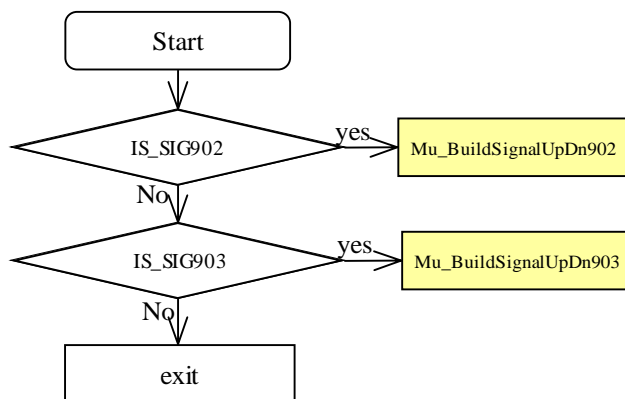 Start
IS_SIG902
yes
Mu_BuildSignalUpDn902
No
IS_SIG903
yes
Mu_BuildSignalUpDn903
No
exit